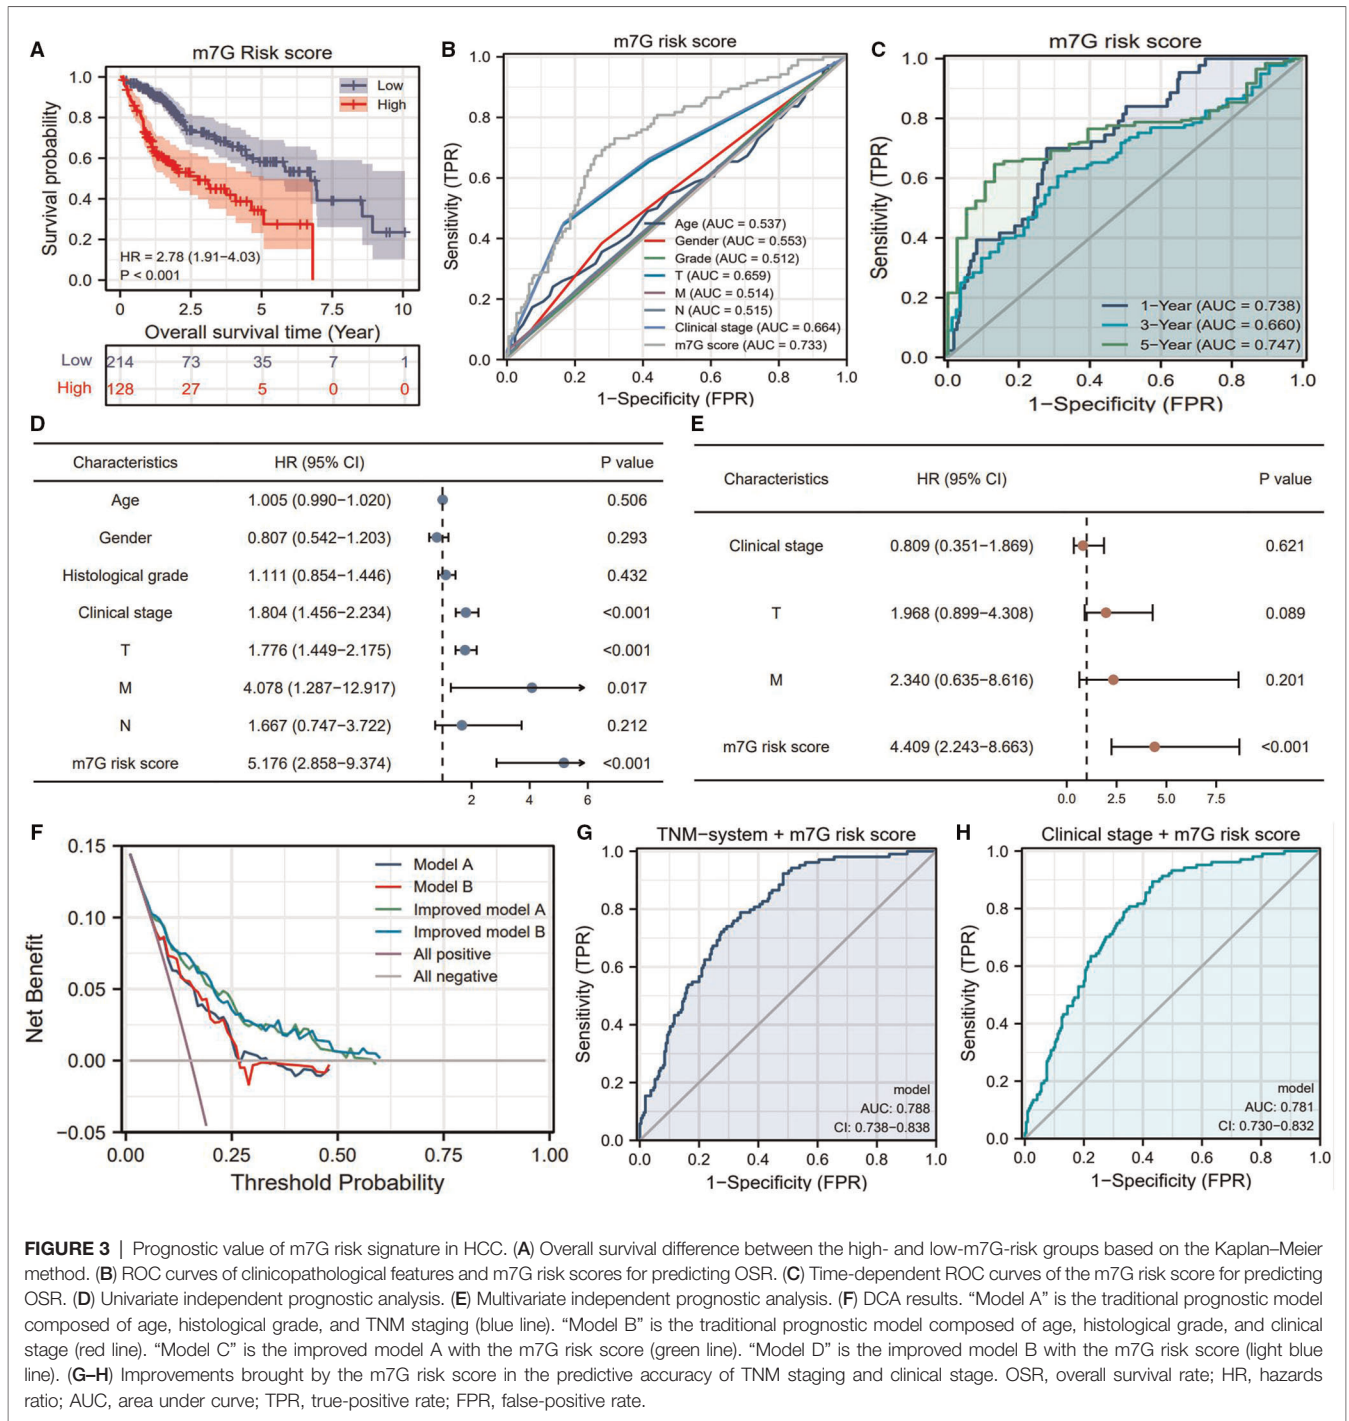 A
m7G Risk score
Survival probability
1.0
0.8
0.6
0.4
0.2
0.0
Low
High
HR = 2.78 (1.91−4.03)
P < 0.001
0 2.5 5 7.5 10
Overall survival time (Year)
Low 214 73 35 7 1
High 128 27 5 0 0
B
m7G risk score
Sensitivity (TPR)
1.0
0.8
0.6
0.4
0.2
0.0
Age (AUC = 0.537)
Gender (AUC = 0.553)
Grade (AUC = 0.512)
T (AUC = 0.659)
M (AUC = 0.514)
N (AUC = 0.515)
Clinical stage (AUC = 0.664)
m7G score (AUC = 0.733)
0.0 0.2 0.4 0.6 0.8 1.0
1−Specificity (FPR)
C
m7G risk score
Sensitivity (TPR)
1.0
0.8
0.6
0.4
0.2
0.0
1-Year (AUC = 0.738)
3-Year (AUC = 0.660)
5-Year (AUC = 0.747)
0.0 0.2 0.4 0.6 0.8 1.0
1−Specificity (FPR)
D
Characteristics HR (95% CI) P value
Age 1.005 (0.990−1.020) 0.506
Gender 0.807 (0.542−1.203) 0.293
Histological grade 1.111 (0.854−1.446) 0.432
Clinical stage 1.804 (1.456−2.234) <0.001
T 1.776 (1.449−2.175) <0.001
M 4.078 (1.287−12.917) 0.017
N 1.667 (0.747−3.722) 0.212
m7G risk score 5.176 (2.858−9.374) <0.001
2 4 6
E
Characteristics HR (95% CI) P value
Clinical stage 0.809 (0.351−1.869) 0.621
T 1.968 (0.899−4.308) 0.089
M 2.340 (0.635−8.616) 0.201
m7G risk score 4.409 (2.243−8.663) <0.001
0.0 2.5 5.0 7.5
F
Net Benefit
0.15
0.10
0.05
0.00
−0.05
Model A
Model B
Improved model A
Improved model B
All positive
All negative
0.00 0.25 0.50 0.75 1.00
Threshold Probability
G
TNM−system + m7G risk score
Sensitivity (TPR)
1.0
0.8
0.6
0.4
0.2
0.0
model
AUC: 0.788
CI: 0.738−0.838
0.0 0.2 0.4 0.6 0.8 1.0
1−Specificity (FPR)
H
Clinical stage + m7G risk score
Sensitivity (TPR)
1.0
0.8
0.6
0.4
0.2
0.0
model
AUC: 0.781
CI: 0.730−0.832
0.0 0.2 0.4 0.6 0.8 1.0
1−Specificity (FPR)
FIGURE 3 | Prognostic value of m7G risk signature in HCC. (A) Overall survival difference between the high- and low-m7G-risk groups based on the Kaplan–Meier
method. (B) ROC curves of clinicopathological features and m7G risk scores for predicting OSR. (C) Time-dependent ROC curves of the m7G risk score for predicting
OSR. (D) Univariate independent prognostic analysis. (E) Multivariate independent prognostic analysis. (F) DCA results. “Model A” is the traditional prognostic model
composed of age, histological grade, and TNM staging (blue line). “Model B” is the traditional prognostic model composed of age, histological grade, and clinical
stage (red line). “Model C” is the improved model A with the m7G risk score (green line). “Model D” is the improved model B with the m7G risk score (light blue
line). (G–H) Improvements brought by the m7G risk score in the predictive accuracy of TNM staging and clinical stage. OSR, overall survival rate; HR, hazards
ratio; AUC, area under curve; TPR, true-positive rate; FPR, false-positive rate.